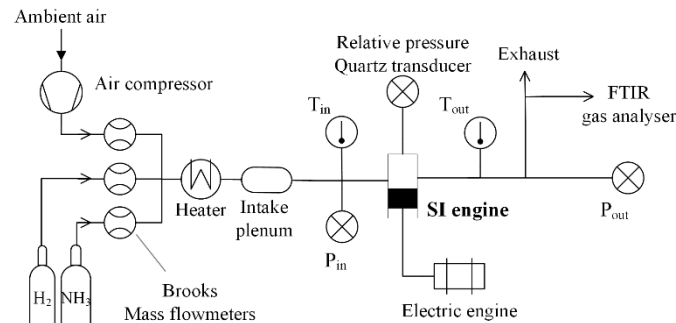 Ambient air
Air compressor
Relative pressure
Quartz transducer
Exhaust
FTIR
gas analyser
Tin
Tout
Heater
Intake
plenum
Pin
SI engine
Pout
H2
NH3
Brooks
Mass flowmeters
Electric engine